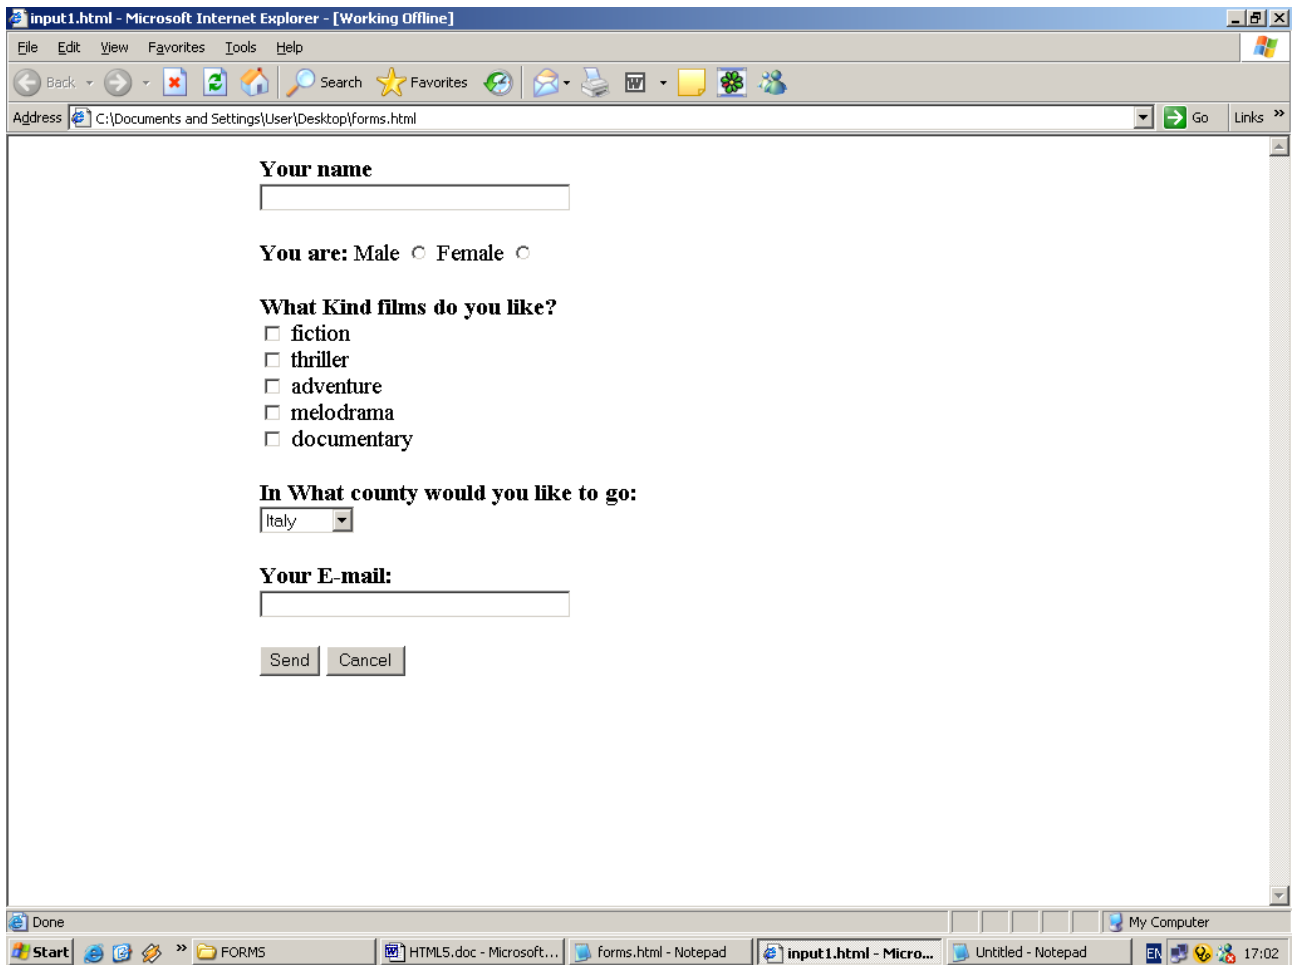 input1.html - Microsoft Internet Explorer - [Working Offline]
File Edit View Favorites Tools Help
Back Search Favorites
Address C:\Documents and Settings\User\Desktop\forms.html Go Links »
Your name
You are: Male Female
What Kind films do you like?
fiction
thriller
adventure
melodrama
documentary
In What county would you like to go:
Italy
Your E-mail:
Send Cancel
Done My Computer
Start » FORMS HTML5.doc - Microsoft... forms.html - Notepad input1.html - Micro... Untitled - Notepad EN 17:02